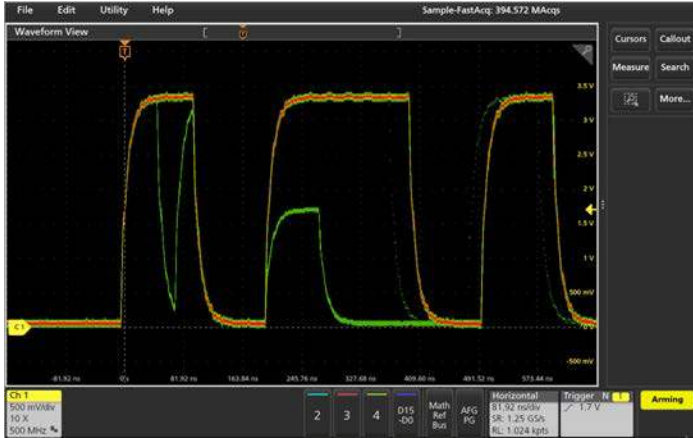 File Edit Utility Help Sample-FastAcq: 394.572 MAcqs
Waveform View [ T ]
T
Cursors Callout
Measure Search
More...
3.5 V
3 V
2.5 V
2 V
1.5 V
1 V
500 mV
C1
-500 mV
-81.92 ns 0 s 81.92 ns 163.84 ns 245.76 ns 327.68 ns 409.60 ns 491.52 ns 573.44 ns
Ch 1
500 mV/div
10 X
500 MHz
2 3 4 D15 -D0
Math Ref Bus
AFG PG
Horizontal
81.92 ns/div
SR: 1.25 GS/s
RL: 1.024 kpts
Trigger N 1
1.7 V
Arming